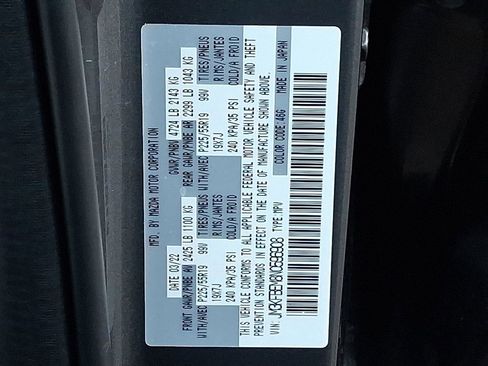 MFD. BY MAZDA MOTOR CORPORATION
DATE 03/22 GVWR/PNBV 4724 LB 2143 KG
FRONT GAWR/PNBE AV 2425 LB 1100 KG REAR GAWR/PNBE AR 2299 LB 1043 KG
WITH/AVEC P225/55R19 99V TIRES/PNEUS WITH/AVEC P225/55R19 99V TIRES/PNEUS
19X7J RIMS/JANTES 19X7J RIMS/JANTES
240 KPA/35 PSI COLD/A FROID 240 KPA/35 PSI COLD/A FROID
THIS VEHICLE CONFORMS TO ALL APPLICABLE FEDERAL MOTOR VEHICLE SAFETY AND THEFT
PREVENTION STANDARDS IN EFFECT ON THE DATE OF MANUFACTURE SHOWN ABOVE.
VIN: TYPE: MPV COLOR CODE: 46G MADE IN JAPAN